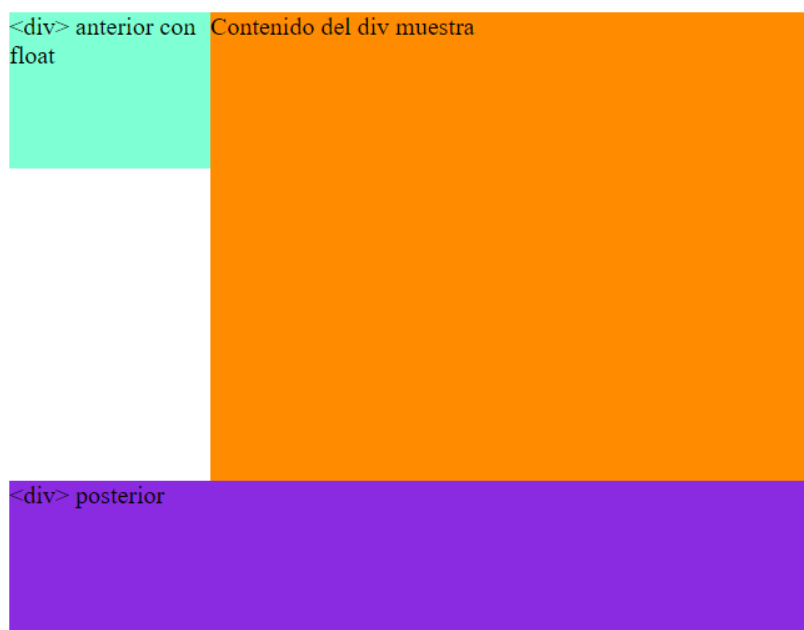 <div> anterior con
float
Contenido del div muestra
<div> posterior